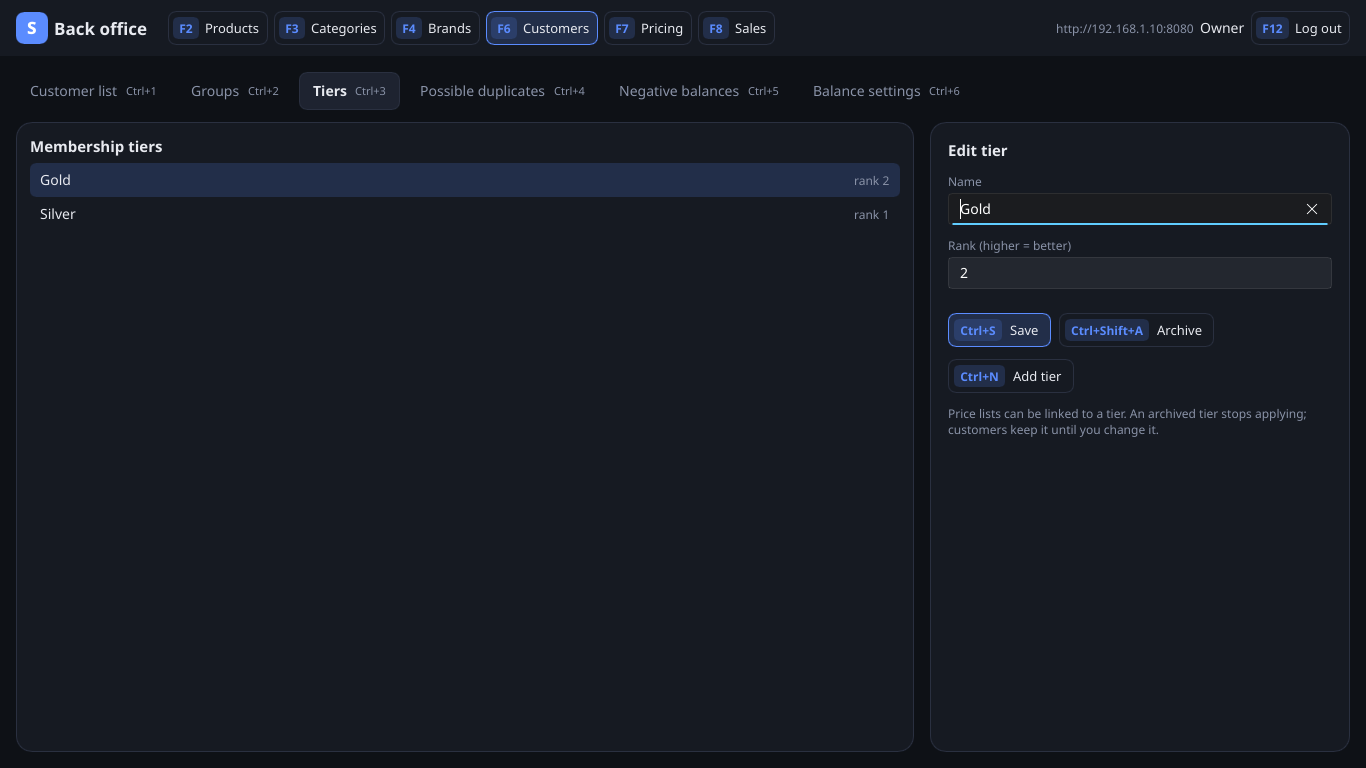 S Back office F2 Products F3 Categories F4 Brands F6 Customers F7 Pricing F8 Sales http://192.168.1.10:8080 Owner F12 Log out
Customer list Ctrl+1 Groups Ctrl+2 Tiers Ctrl+3 Possible duplicates Ctrl+4 Negative balances Ctrl+5 Balance settings Ctrl+6
Membership tiers
Gold rank 2
Silver rank 1
Edit tier
Name
Gold
Rank (higher = better)
2
Ctrl+S Save Ctrl+Shift+A Archive
Ctrl+N Add tier
Price lists can be linked to a tier. An archived tier stops applying;
customers keep it until you change it.